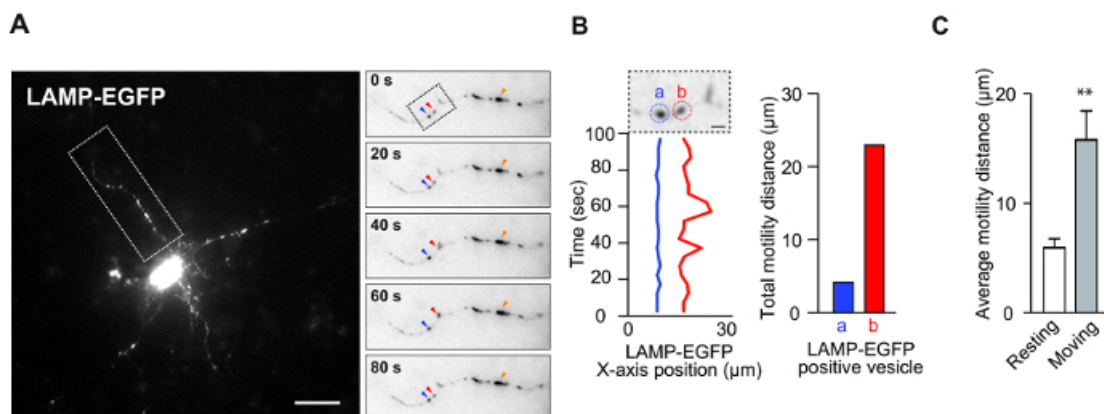 A
LAMP-EGFP
0 s
20 s
40 s
60 s
80 s
B
a
b
100
80
60
40
20
0
Time (sec)
0
30
LAMP-EGFP
X-axis position (µm)
30
20
10
0
Total motility distance (µm)
a
b
LAMP-EGFP
positive vesicle
C
**
20
10
0
Average motility distance (µm)
Resting
Moving